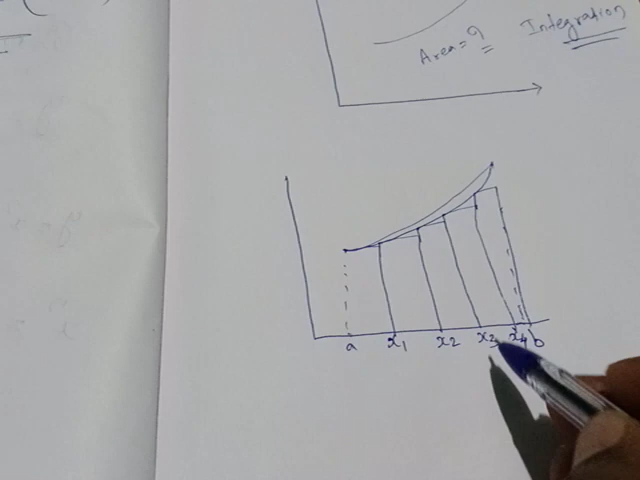 Area = ?
Integration
a x1 x2 x3 x4 b